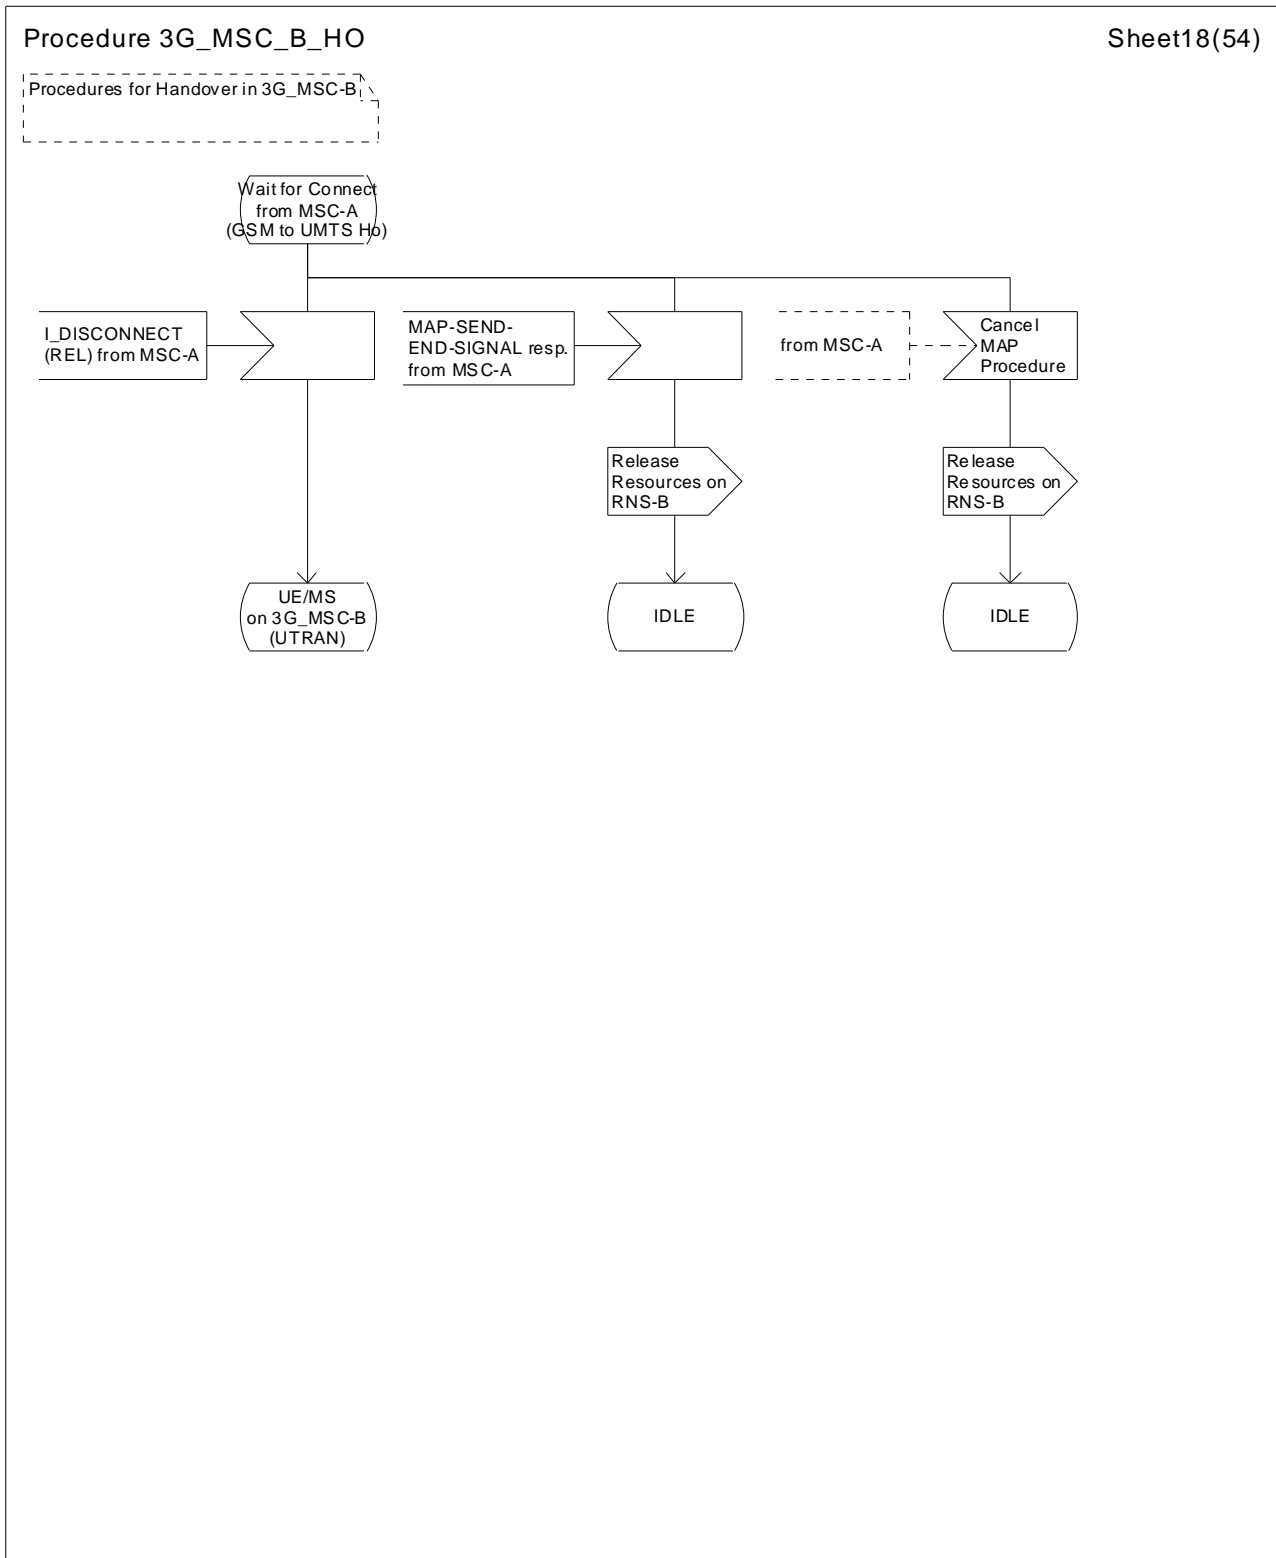 Procedure 3G_MSC_B_HO
Sheet18(54)
Procedures for Handover in 3G_MSC-B
Wait for Connect
from MSC-A
(GSM to UMTS Ho)
I_DISCONNECT
(REL) from MSC-A
MAP-SEND-
END-SIGNAL resp.
from MSC-A
from MSC-A
Cancel
MAP
Procedure
Release
Resources on
RNS-B
Release
Resources on
RNS-B
UE/MS
on 3G_MSC-B
(UTRAN)
IDLE
IDLE